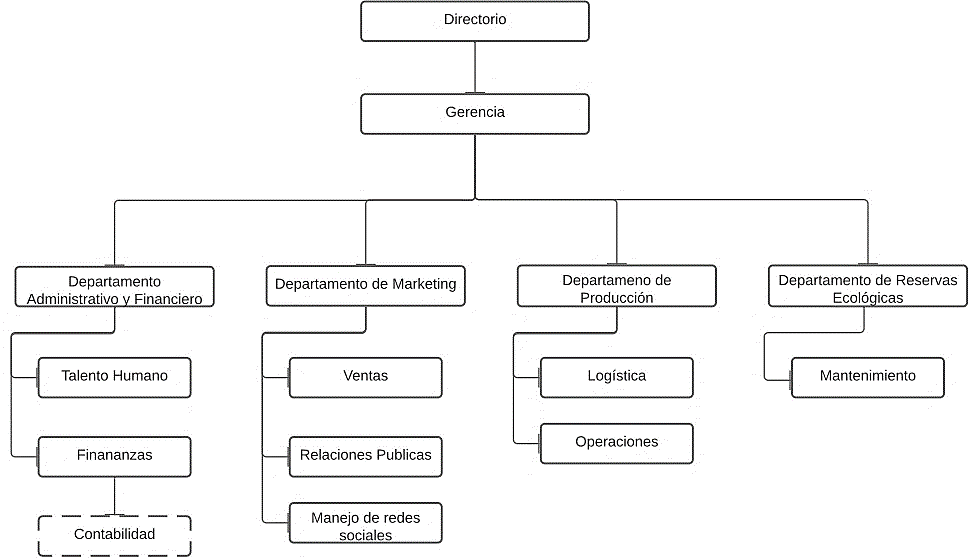 Directorio
Gerencia
Departamento
Administrativo y Financiero
Departamento de Marketing
Departameno de
Producción
Departamento de Reservas
Ecológicas
Talento Humano
Ventas
Logística
Mantenimiento
Finananzas
Relaciones Publicas
Operaciones
Contabilidad
Manejo de redes
sociales